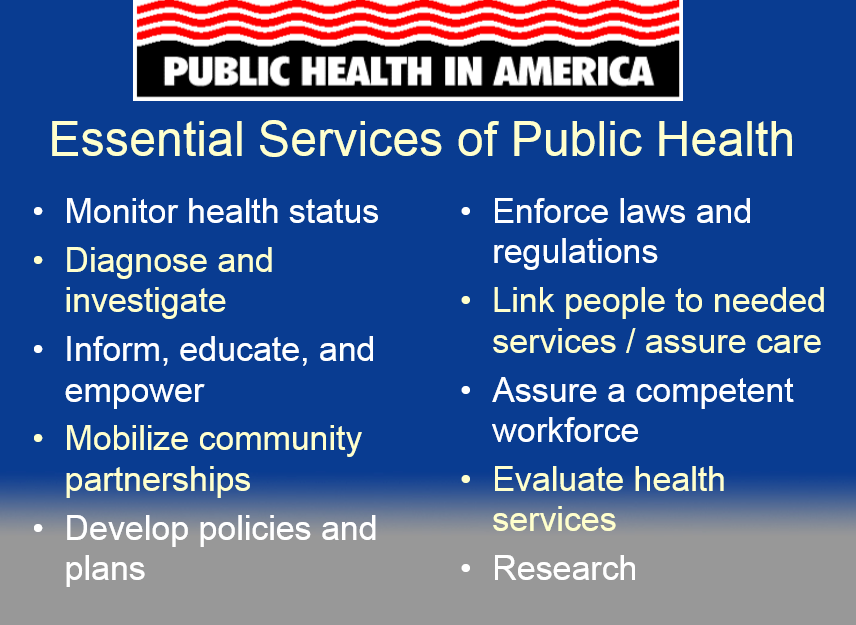 PUBLIC HEALTH IN AMERICA
Essential Services of Public Health
• Monitor health status
• Diagnose and
investigate
• Inform, educate, and
empower
• Mobilize community
partnerships
• Develop policies and
plans
• Enforce laws and
regulations
• Link people to needed
services / assure care
• Assure a competent
workforce
• Evaluate health
services
• Research